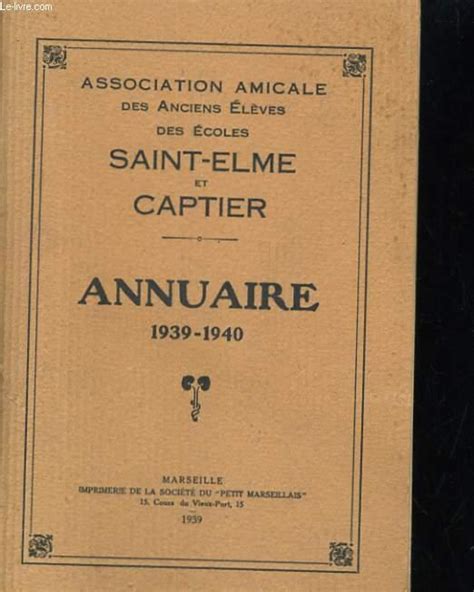 Le-livre.com
ASSOCIATION AMICALE
DES ANCIENS ÉLÈVES
DES ÉCOLES
SAINT-ELME
ET
CAPTIER
ANNUAIRE
1939-1940
MARSEILLE
IMPRIMERIE DE LA SOCIÉTÉ DU "PETIT MARSEILLAIS"
15, Cours du Vieux-Port, 15
1939